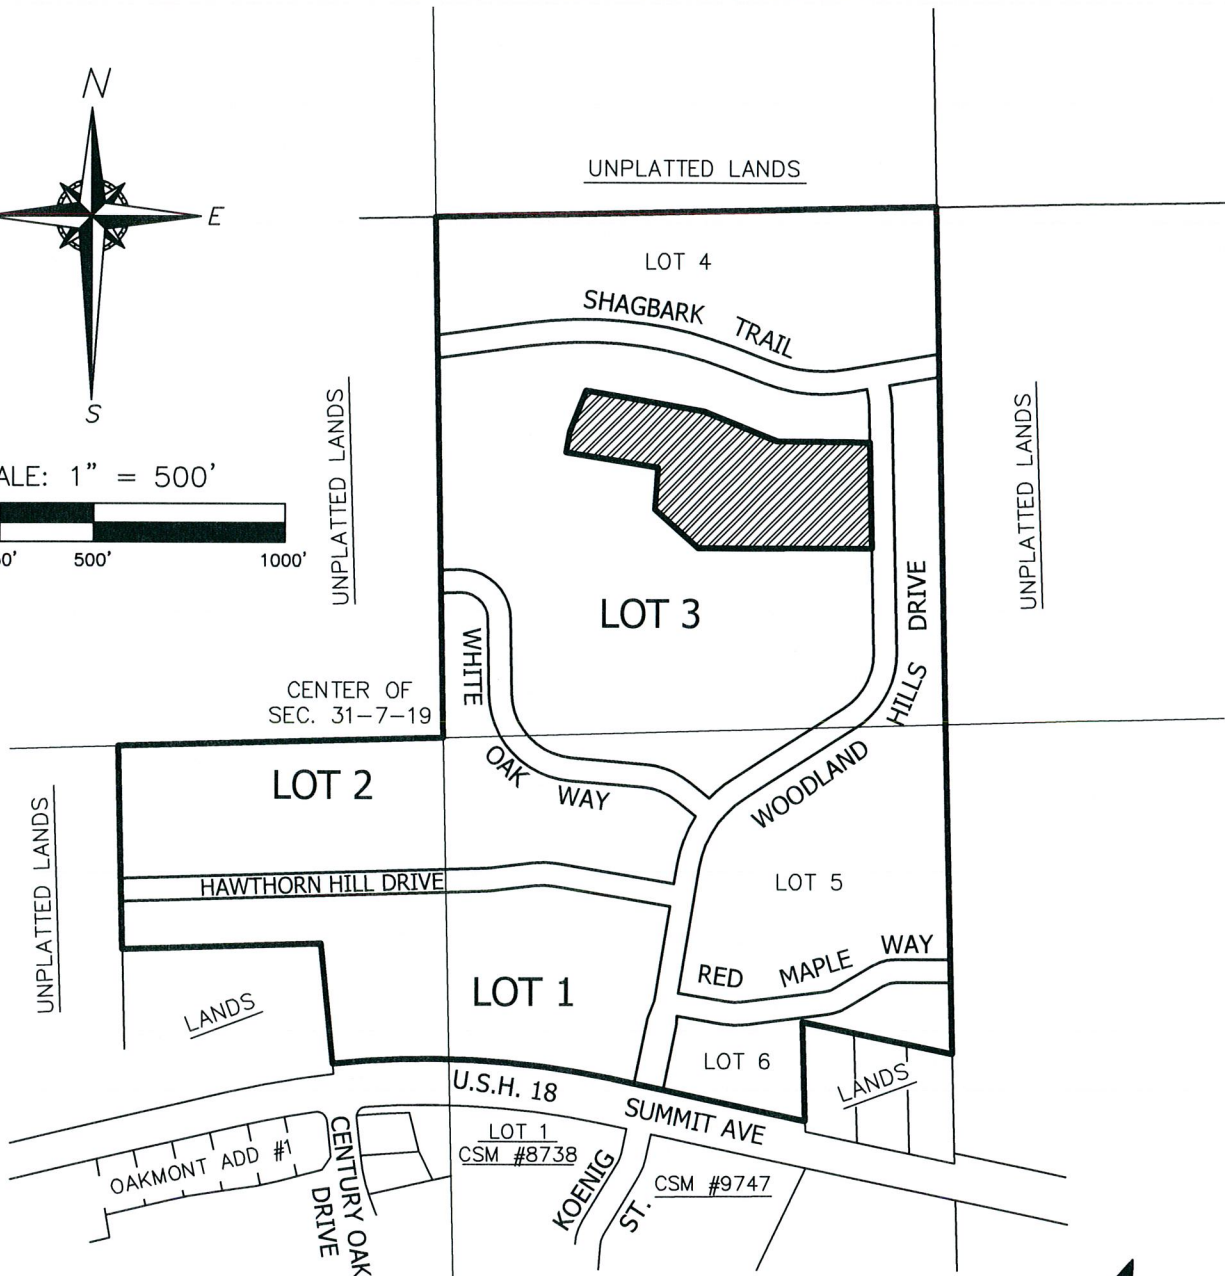 N
E
S
UNPLATTED LANDS
LOT 4
SHAGBARK TRAIL
ALE: 1" = 500'
0' 500' 1000'
UNPLATTED LANDS
UNPLATTED LANDS
LOT 3
WOODLAND HILLS DRIVE
WHITE OAK WAY
CENTER OF
SEC. 31-7-19
LOT 2
UNPLATTED LANDS
HAWTHORN HILL DRIVE
LOT 5
RED MAPLE WAY
LOT 1
LANDS
LOT 6
LANDS
U.S.H. 18
SUMMIT AVE
OAKMONT ADD #1
CENTURY OAK
DRIVE
LOT 1
CSM #8738
KOENIG
ST.
CSM #9747